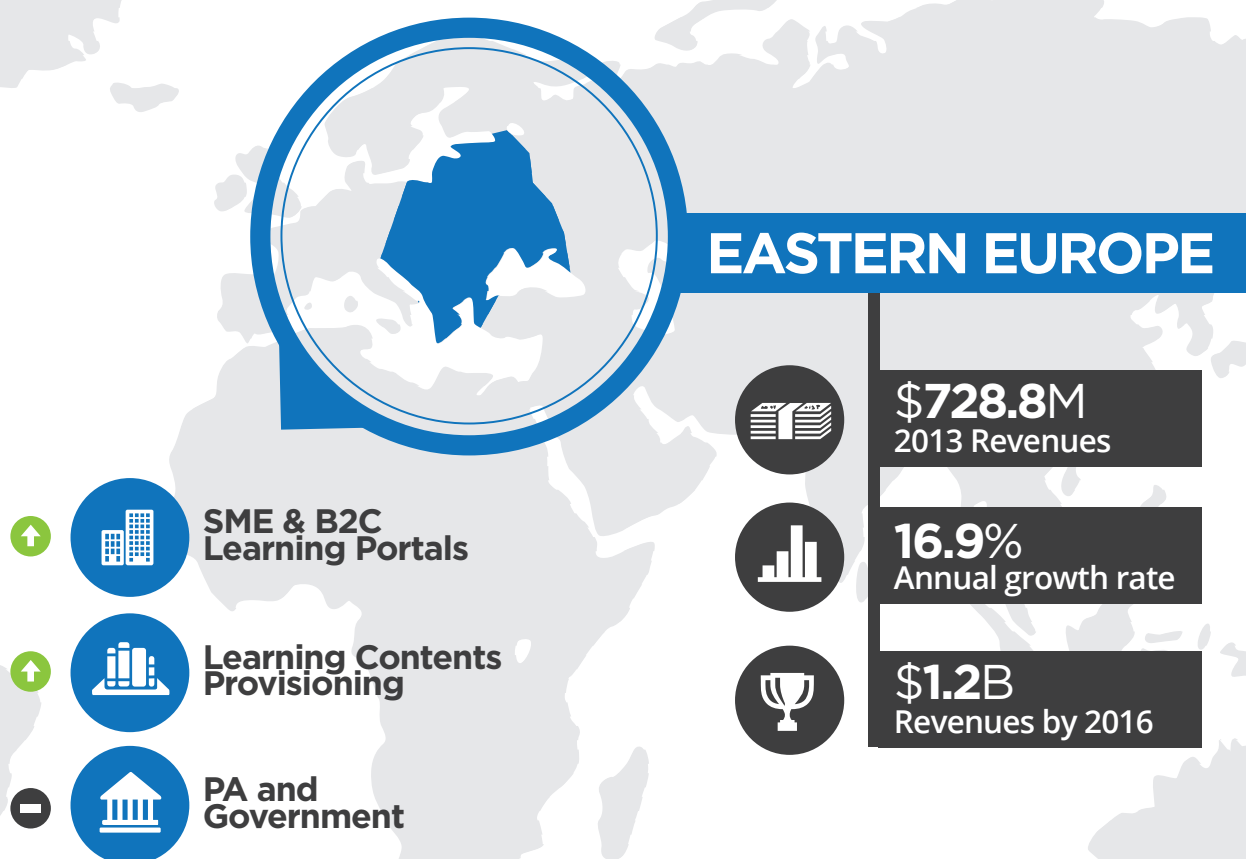 EASTERN EUROPE
$728.8M
2013 Revenues
16.9%
Annual growth rate
$1.2B
Revenues by 2016
SME & B2C
Learning Portals
Learning Contents
Provisioning
PA and
Government